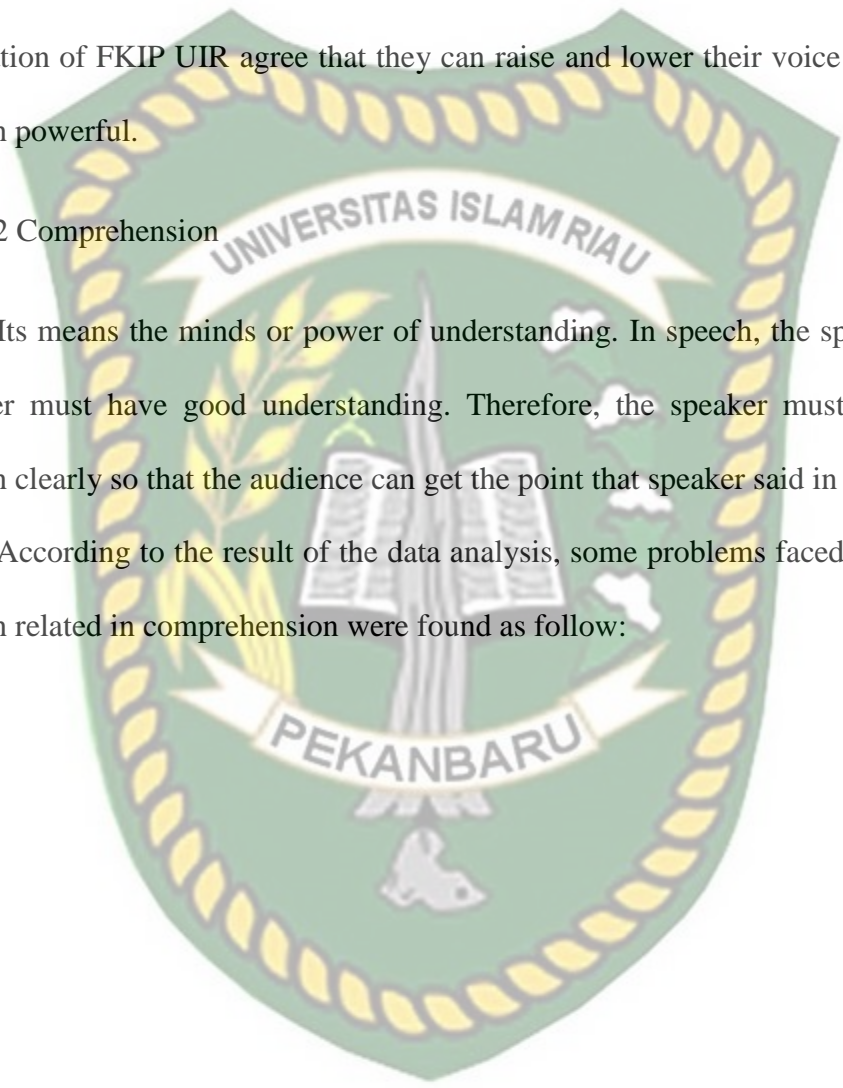 tion of FKIP UIR agree that they can raise and lower their voice
n powerful.
2 Comprehension
UNIVERSITAS ISLAM RIAU
Its means the minds or power of understanding. In speech, the sp
er must have good understanding. Therefore, the speaker must
n clearly so that the audience can get the point that speaker said in
According to the result of the data analysis, some problems faced
n related in comprehension were found as follow:
PEKANBARU